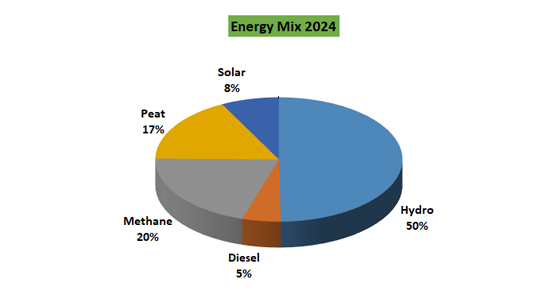 Energy Mix 2024
Solar
8%
Peat
17%
Hydro
50%
Methane
20%
Diesel
5%